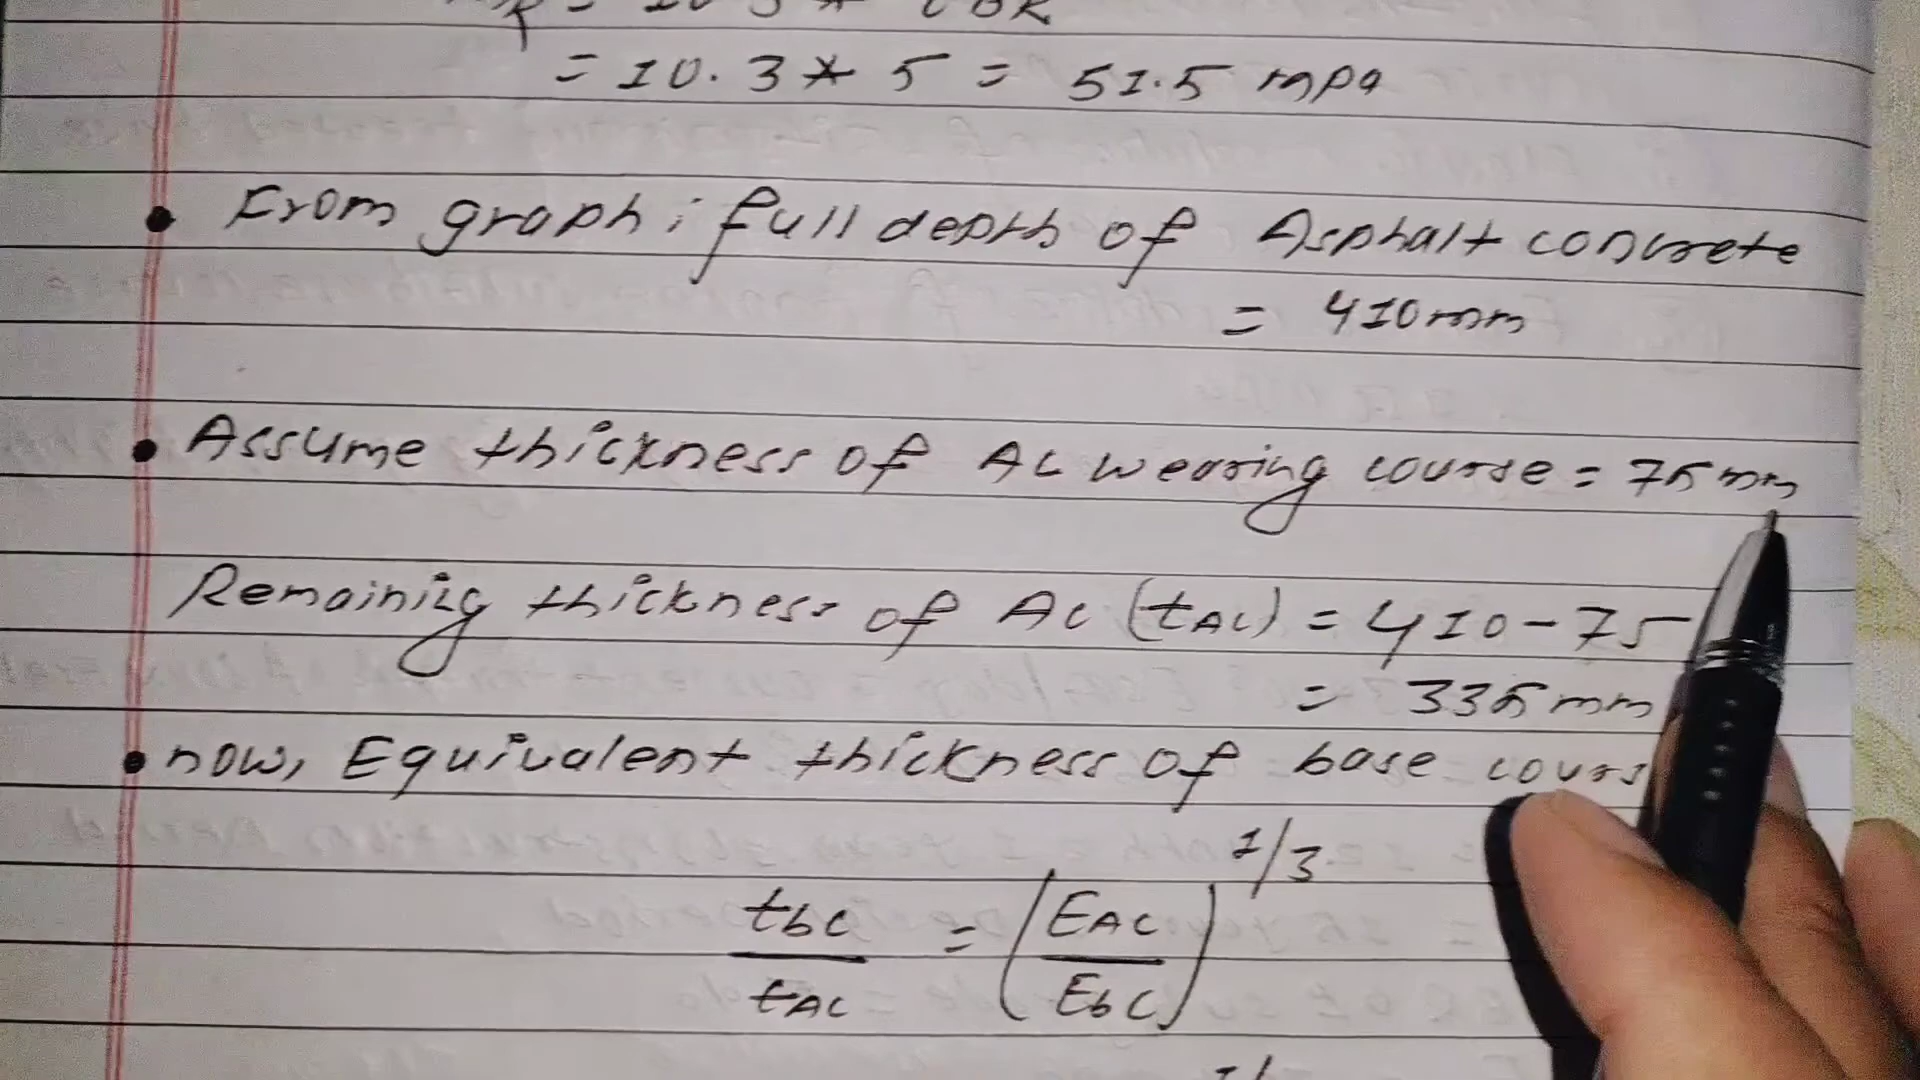 = 10.3 * 5 = 51.5 mpa
From graph; full depth of Asphalt concrete
= 410mm
Assume thickness of AC wearing course = 75mm
Remaining thickness of AC (tAC) = 410-75
= 335mm
now, Equivalent thickness of base cours
tbC/tAC = (EAC/EbC)^1/3